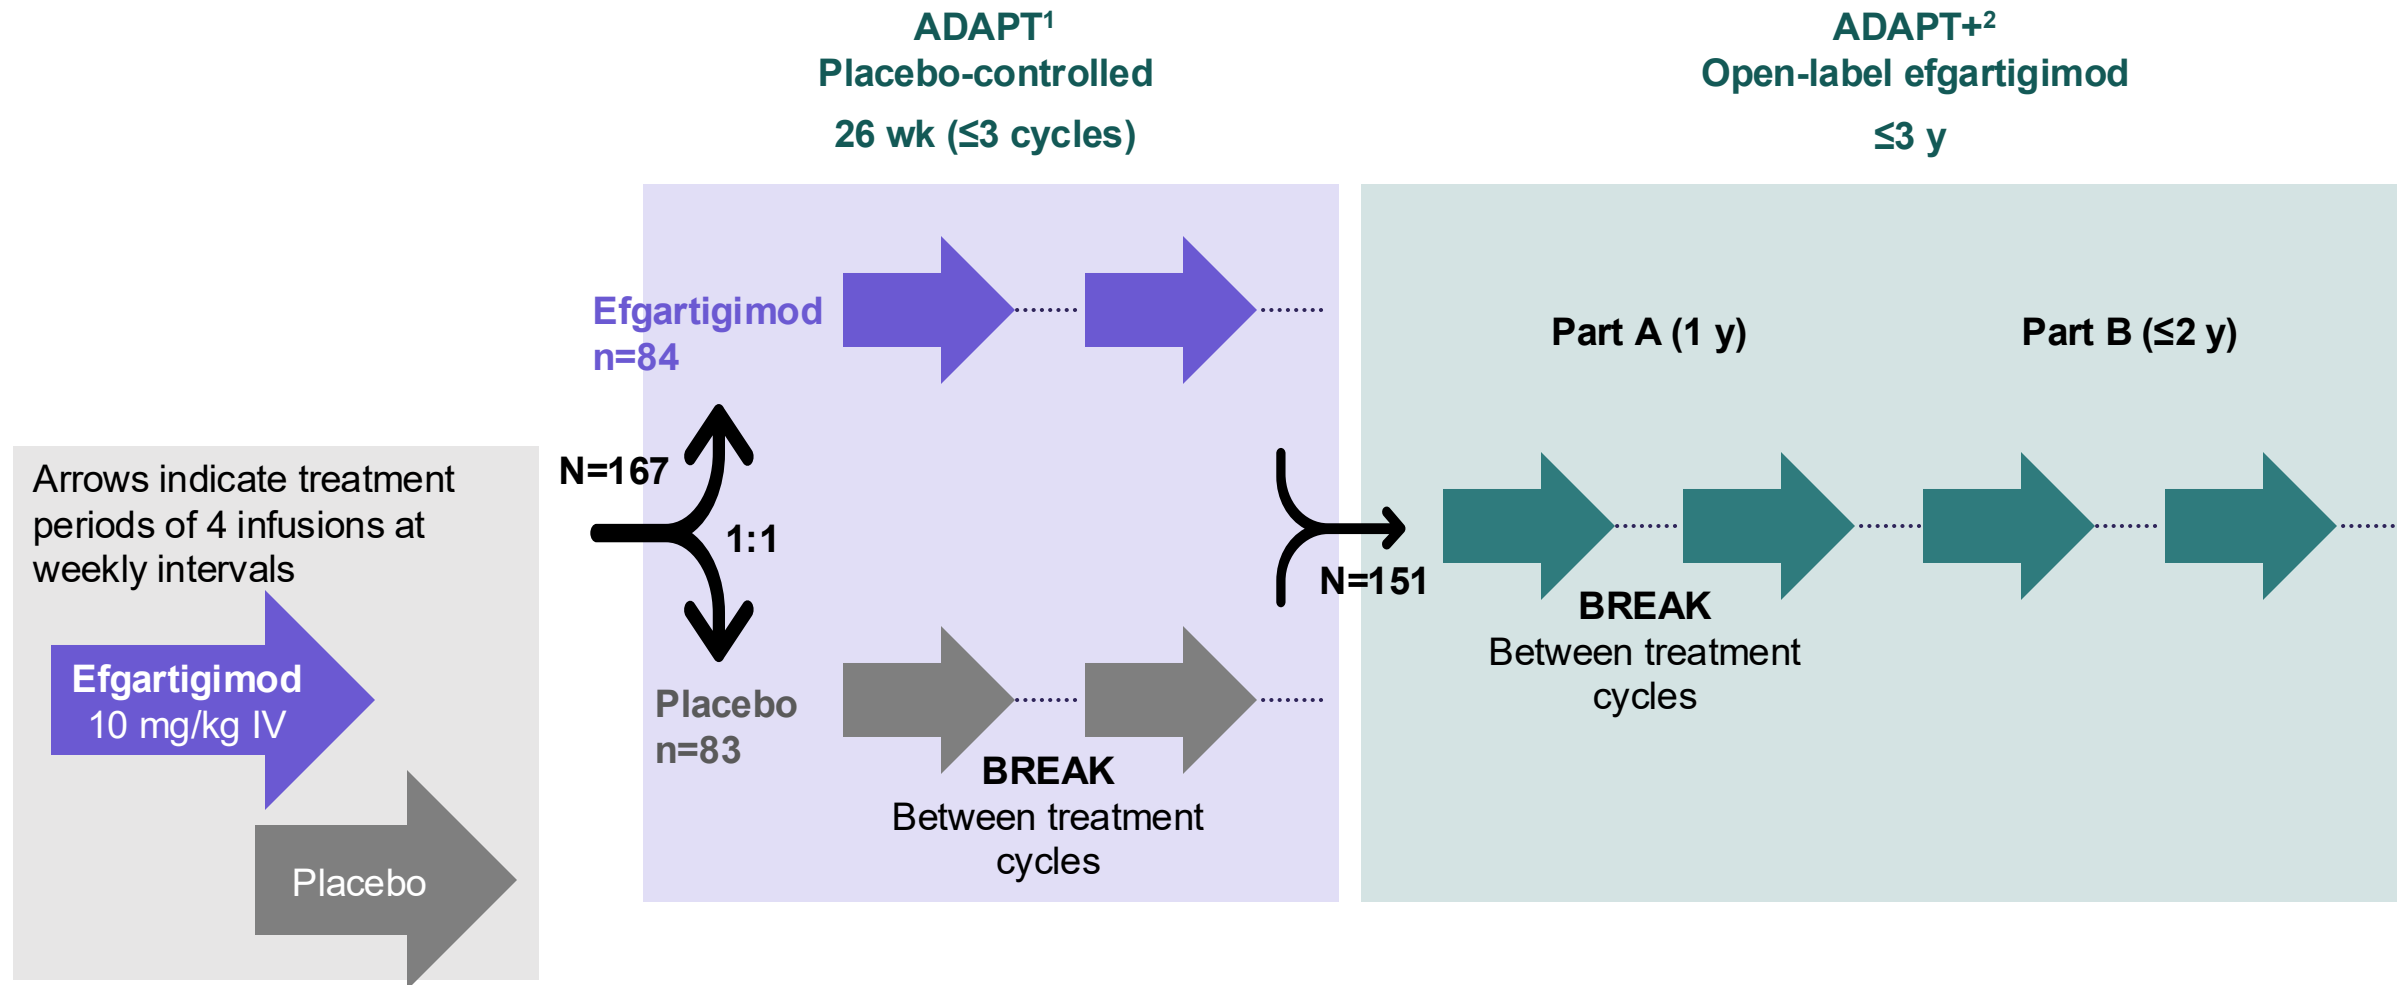 ADAPT¹
Placebo-controlled
26 wk (≤3 cycles)
ADAPT+²
Open-label efgartigimod
≤3 y
Arrows indicate treatment
periods of 4 infusions at
weekly intervals
Efgartigimod
10 mg/kg IV
Placebo
N=167
1:1
Efgartigimod
n=84
Placebo
n=83
BREAK
Between treatment
cycles
N=151
Part A (1 y)
Part B (≤2 y)
BREAK
Between treatment
cycles